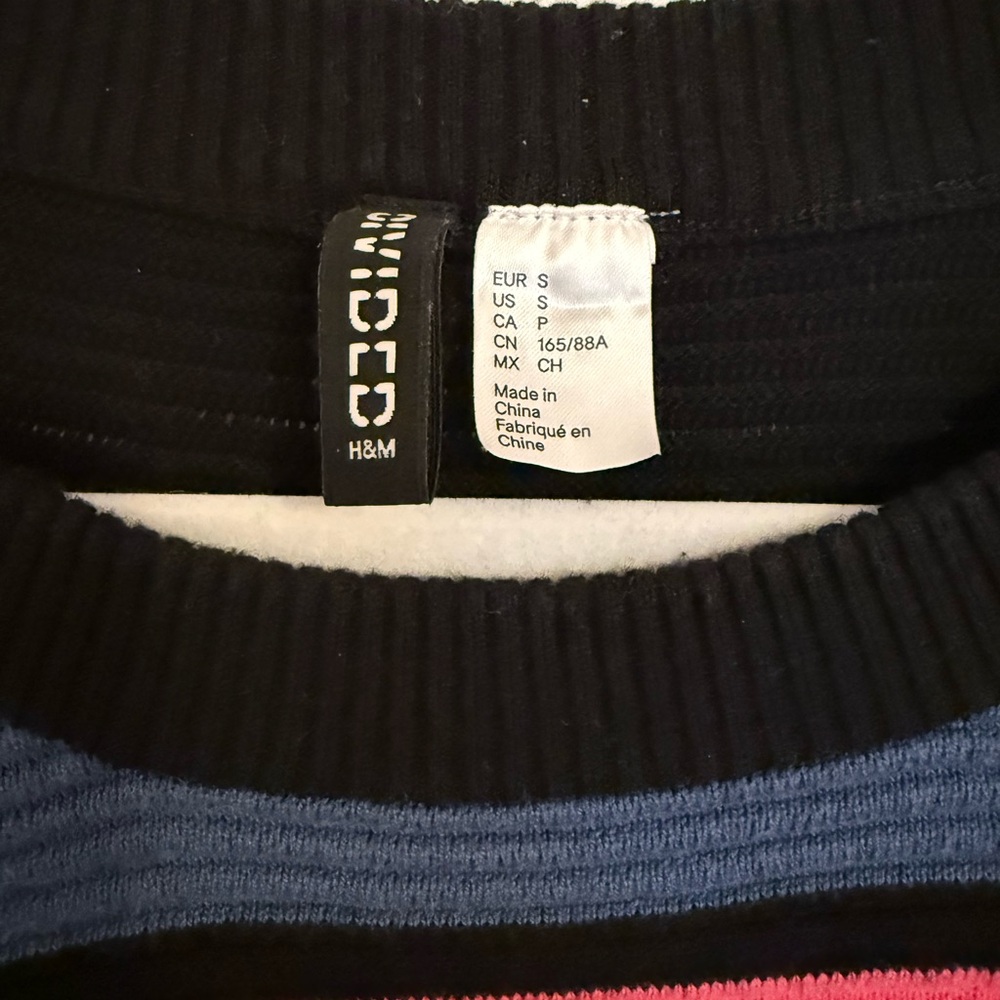 DIVIDED
H&M
EUR S
US S
CA P
CN 165/88A
MX CH
Made in
China
Fabriqué en
Chine